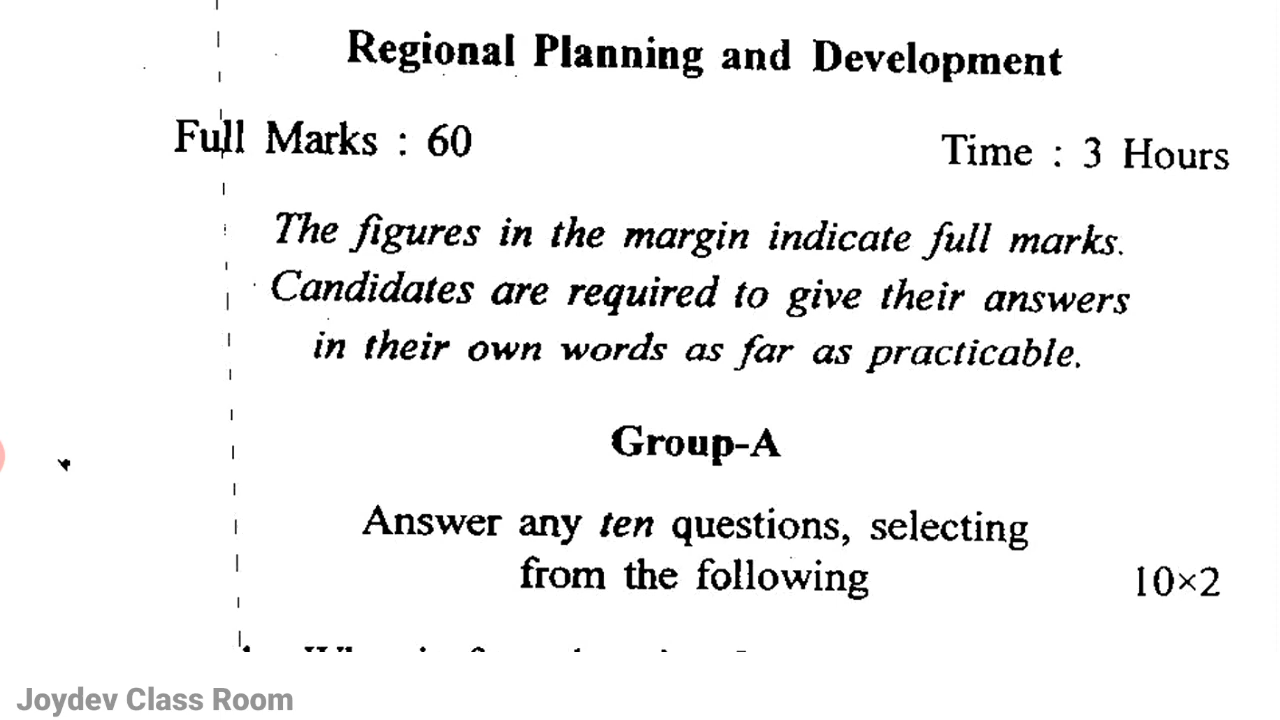 Regional Planning and Development
Full Marks : 60 Time : 3 Hours
The figures in the margin indicate full marks.
Candidates are required to give their answers
in their own words as far as practicable.
Group-A
Answer any ten questions, selecting
from the following 10×2
Joydev Class Room